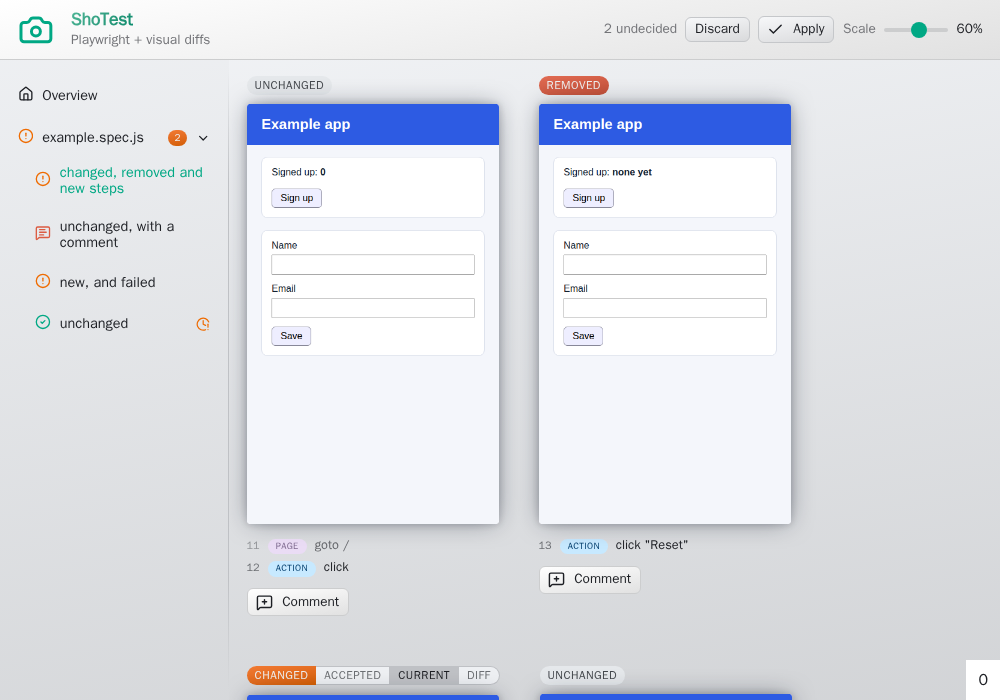 ShoTest
Playwright + visual diffs
2 undecided
Discard
Apply
Scale
60%
Overview
example.spec.js
2
changed, removed and
new steps
unchanged, with a
comment
new, and failed
unchanged
UNCHANGED
Example app
Signed up: 0
Sign up
Name
Email
Save
11 PAGE goto /
12 ACTION click
Comment
REMOVED
Example app
Signed up: none yet
Sign up
Name
Email
Save
13 ACTION click "Reset"
Comment
CHANGED ACCEPTED CURRENT DIFF
UNCHANGED
0